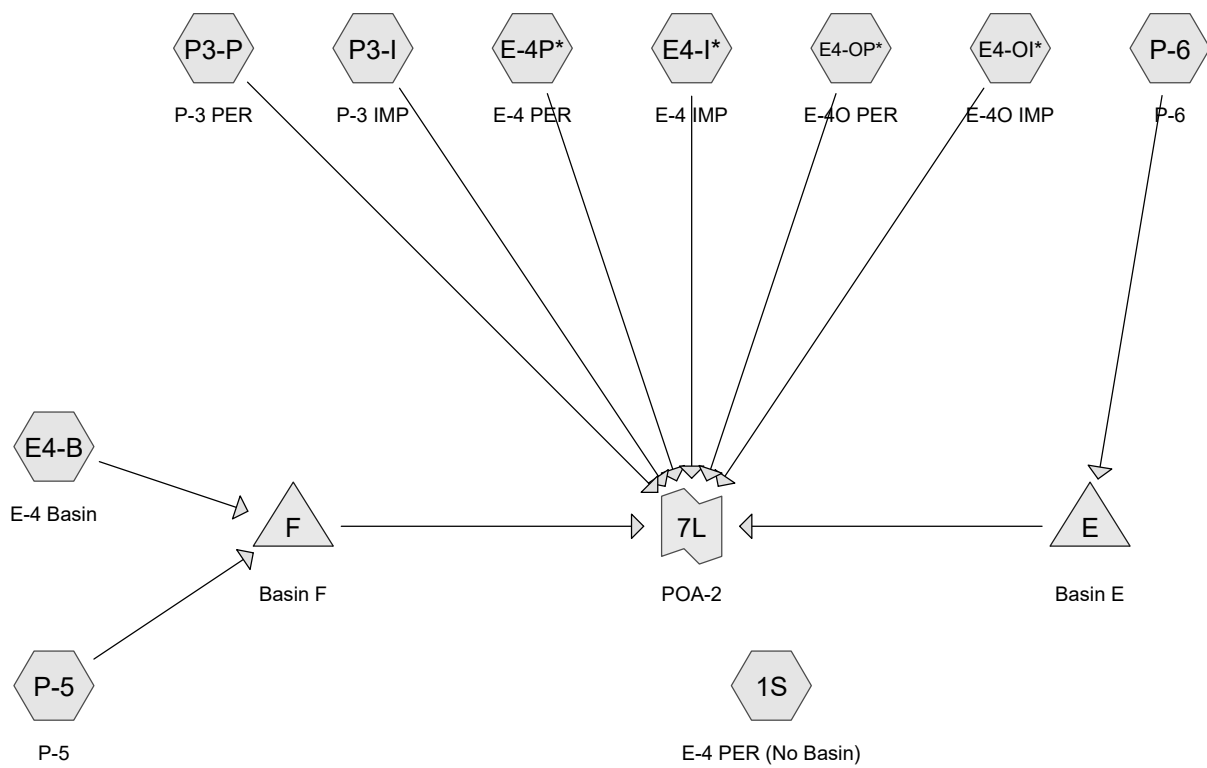 P3-P
P3-I
E-4P*
E4-I*
E4-OP*
E4-OI*
P-6
P-3 PER
P-3 IMP
E-4 PER
E-4 IMP
E-4O PER
E-4O IMP
P-6
E4-B
E-4 Basin
F
Basin F
7L
POA-2
E
Basin E
P-5
P-5
1S
E-4 PER (No Basin)